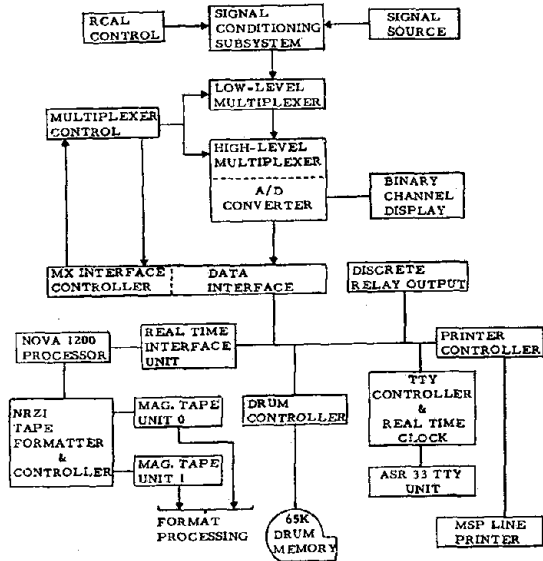 RCAL
CONTROL
SIGNAL
CONDITIONING
SUBSYSTEM
SIGNAL
SOURCE
LOW-LEVEL
MULTIPLEXER
MULTIPLEXER
CONTROL
HIGH-LEVEL
MULTIPLEXER
A/D
CONVERTER
BINARY
CHANNEL
DISPLAY
MX INTERFACE
CONTROLLER
DATA
INTERFACE
DISCRETE
RELAY OUTPUT
NOVA 1200
PROCESSOR
REAL TIME
INTERFACE
UNIT
PRINTER
CONTROLLER
NRZI
TAPE
FORMATTER
&
CONTROLLER
MAG. TAPE
UNIT 0
MAG. TAPE
UNIT 1
DRUM
CONTROLLER
TTY
CONTROLLER
&
REAL TIME
CLOCK
ASR 33 TTY
UNIT
FORMAT
PROCESSING
65K
DRUM
MEMORY
MSP LINE
PRINTER